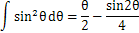 ∫ sin²θ dθ = θ/2 − sin2θ/4